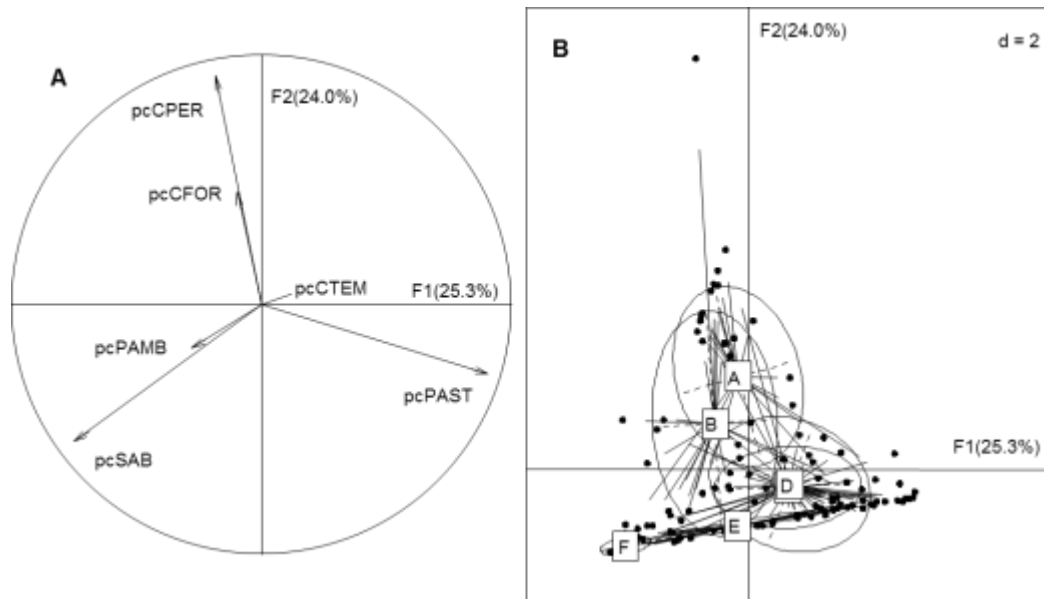 A
pcCPER
F2(24.0%)
pcCFOR
pcCTEM
F1(25.3%)
pcPAMB
pcPAST
pcSAB
B
F2(24.0%)
d = 2
A
B
F1(25.3%)
D
E
F